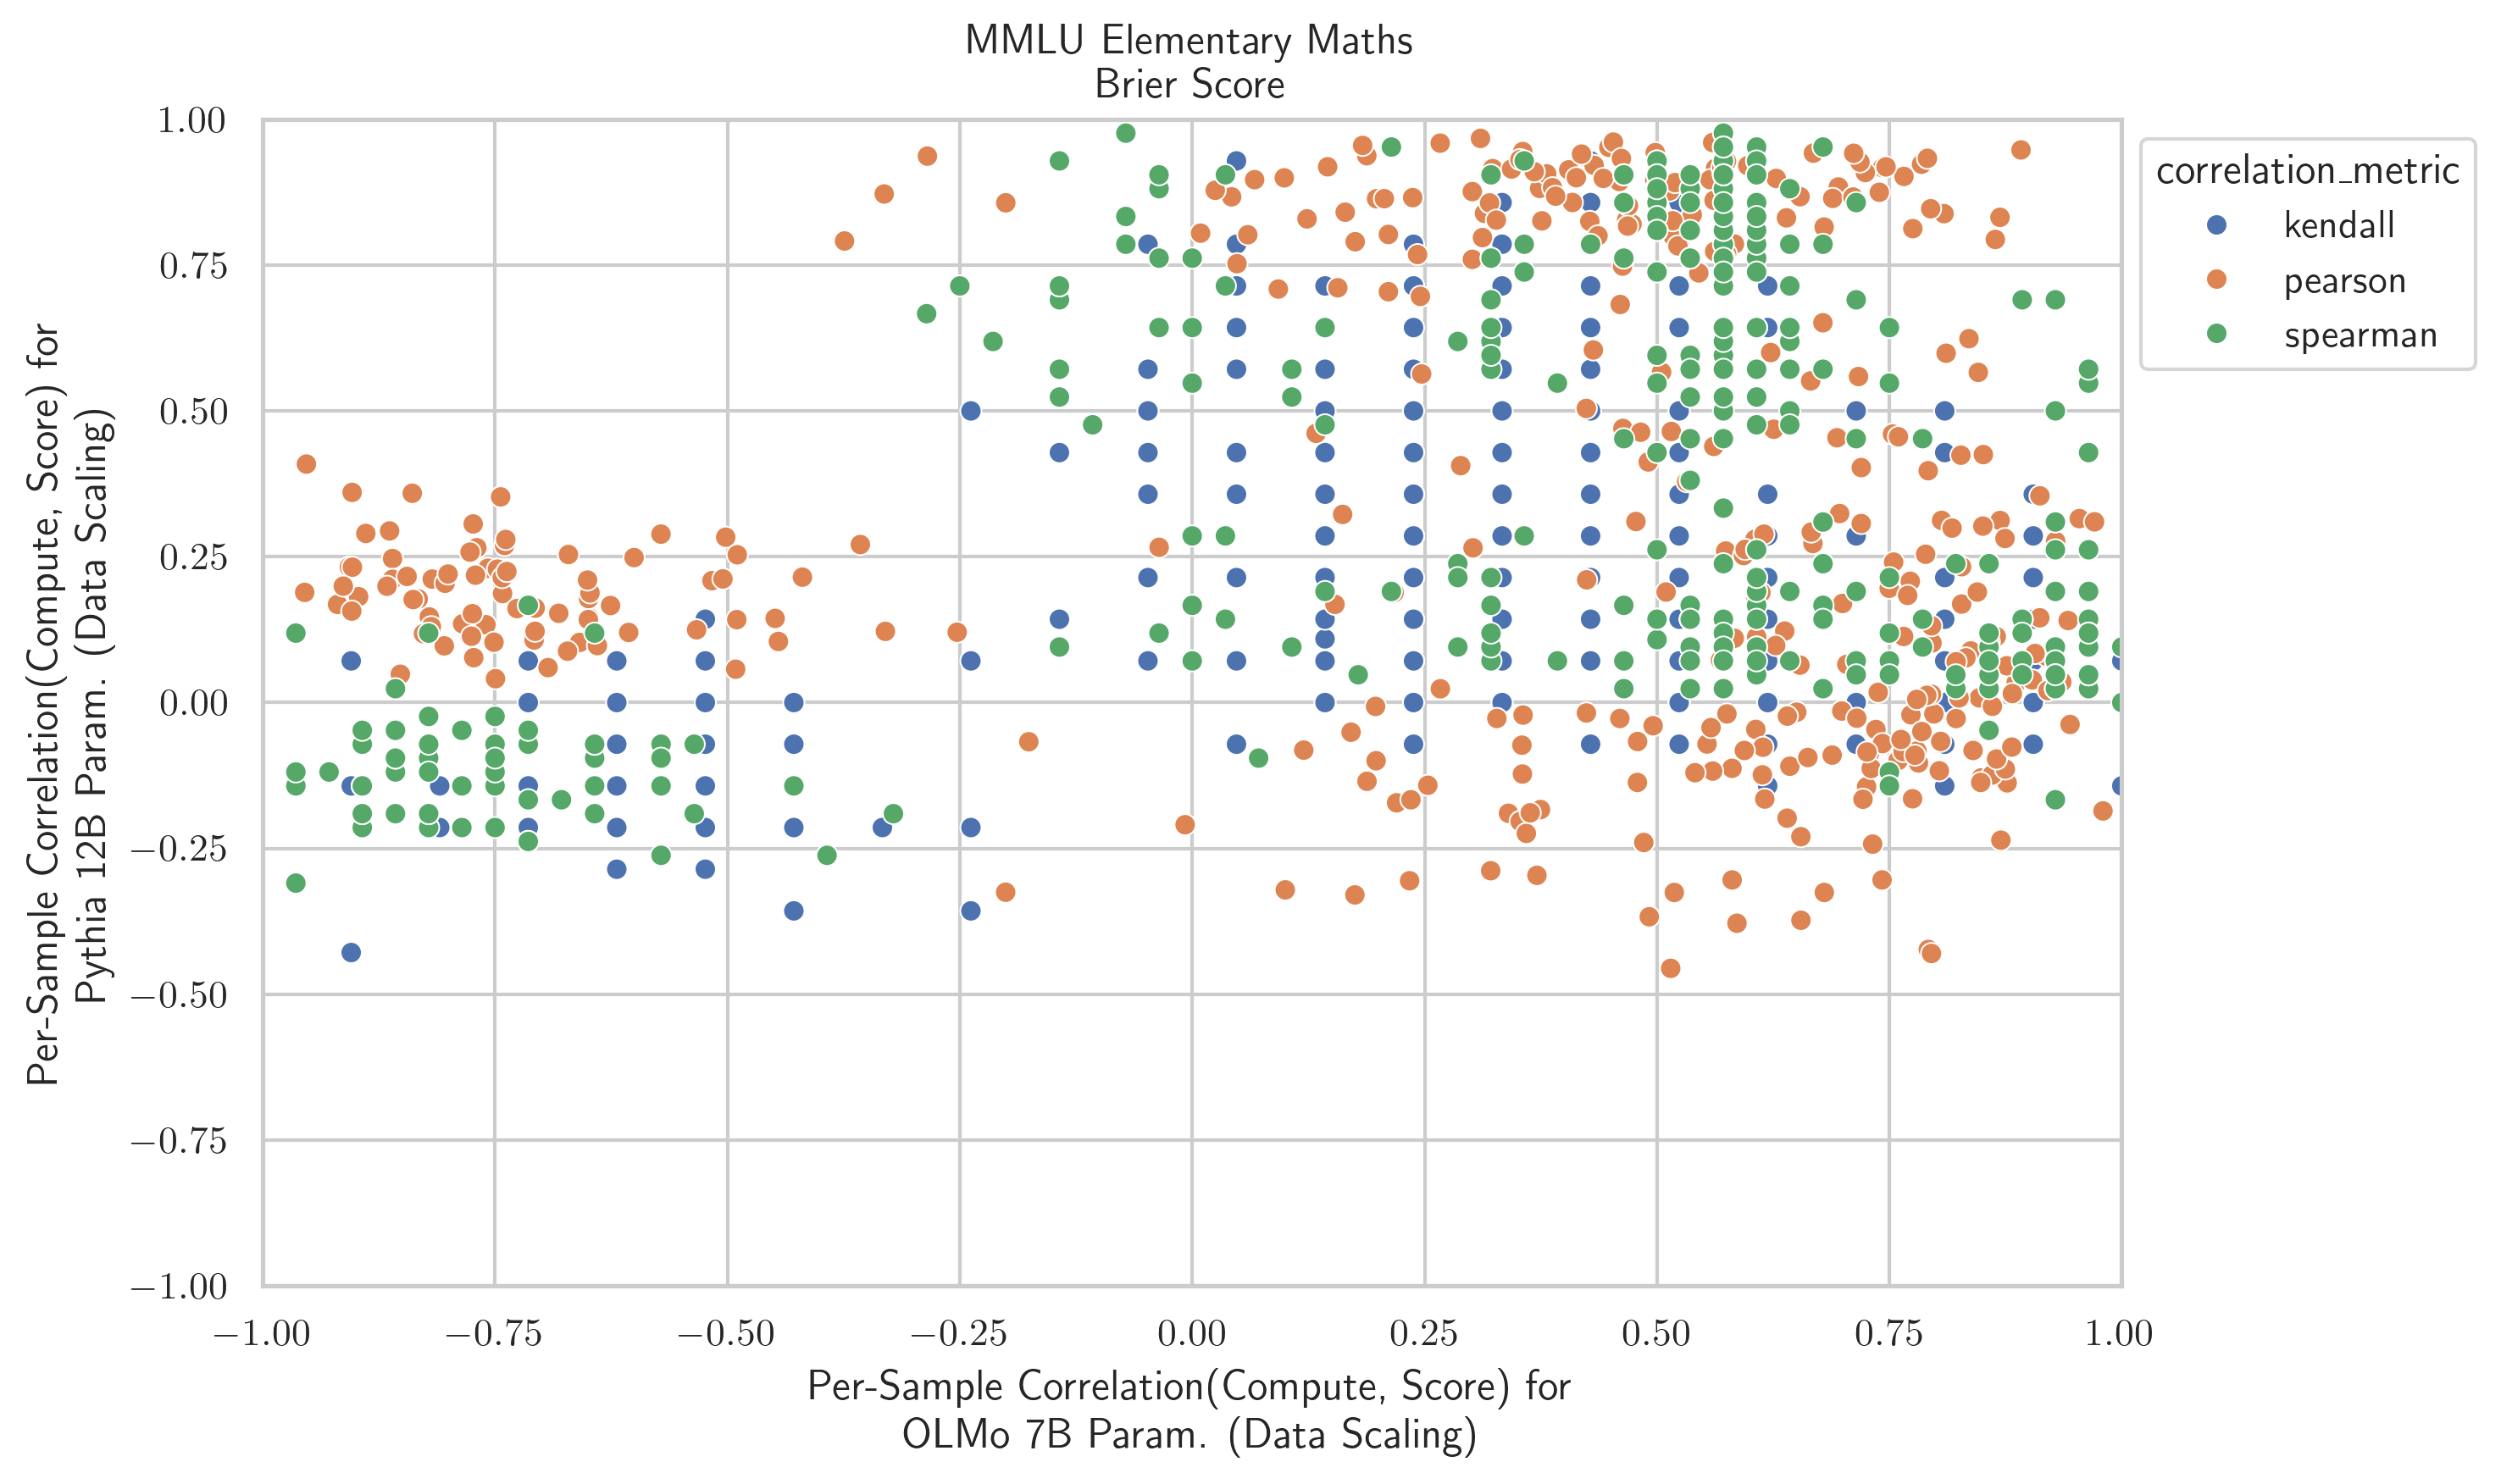 MMLU Elementary Maths
Brier Score
Per-Sample Correlation(Compute, Score) for
Pythia 12B Param. (Data Scaling)
1.00
0.75
0.50
0.25
0.00
−0.25
−0.50
−0.75
−1.00
−1.00 −0.75 −0.50 −0.25 0.00 0.25 0.50 0.75 1.00
Per-Sample Correlation(Compute, Score) for
OLMo 7B Param. (Data Scaling)
correlation_metric
kendall
pearson
spearman